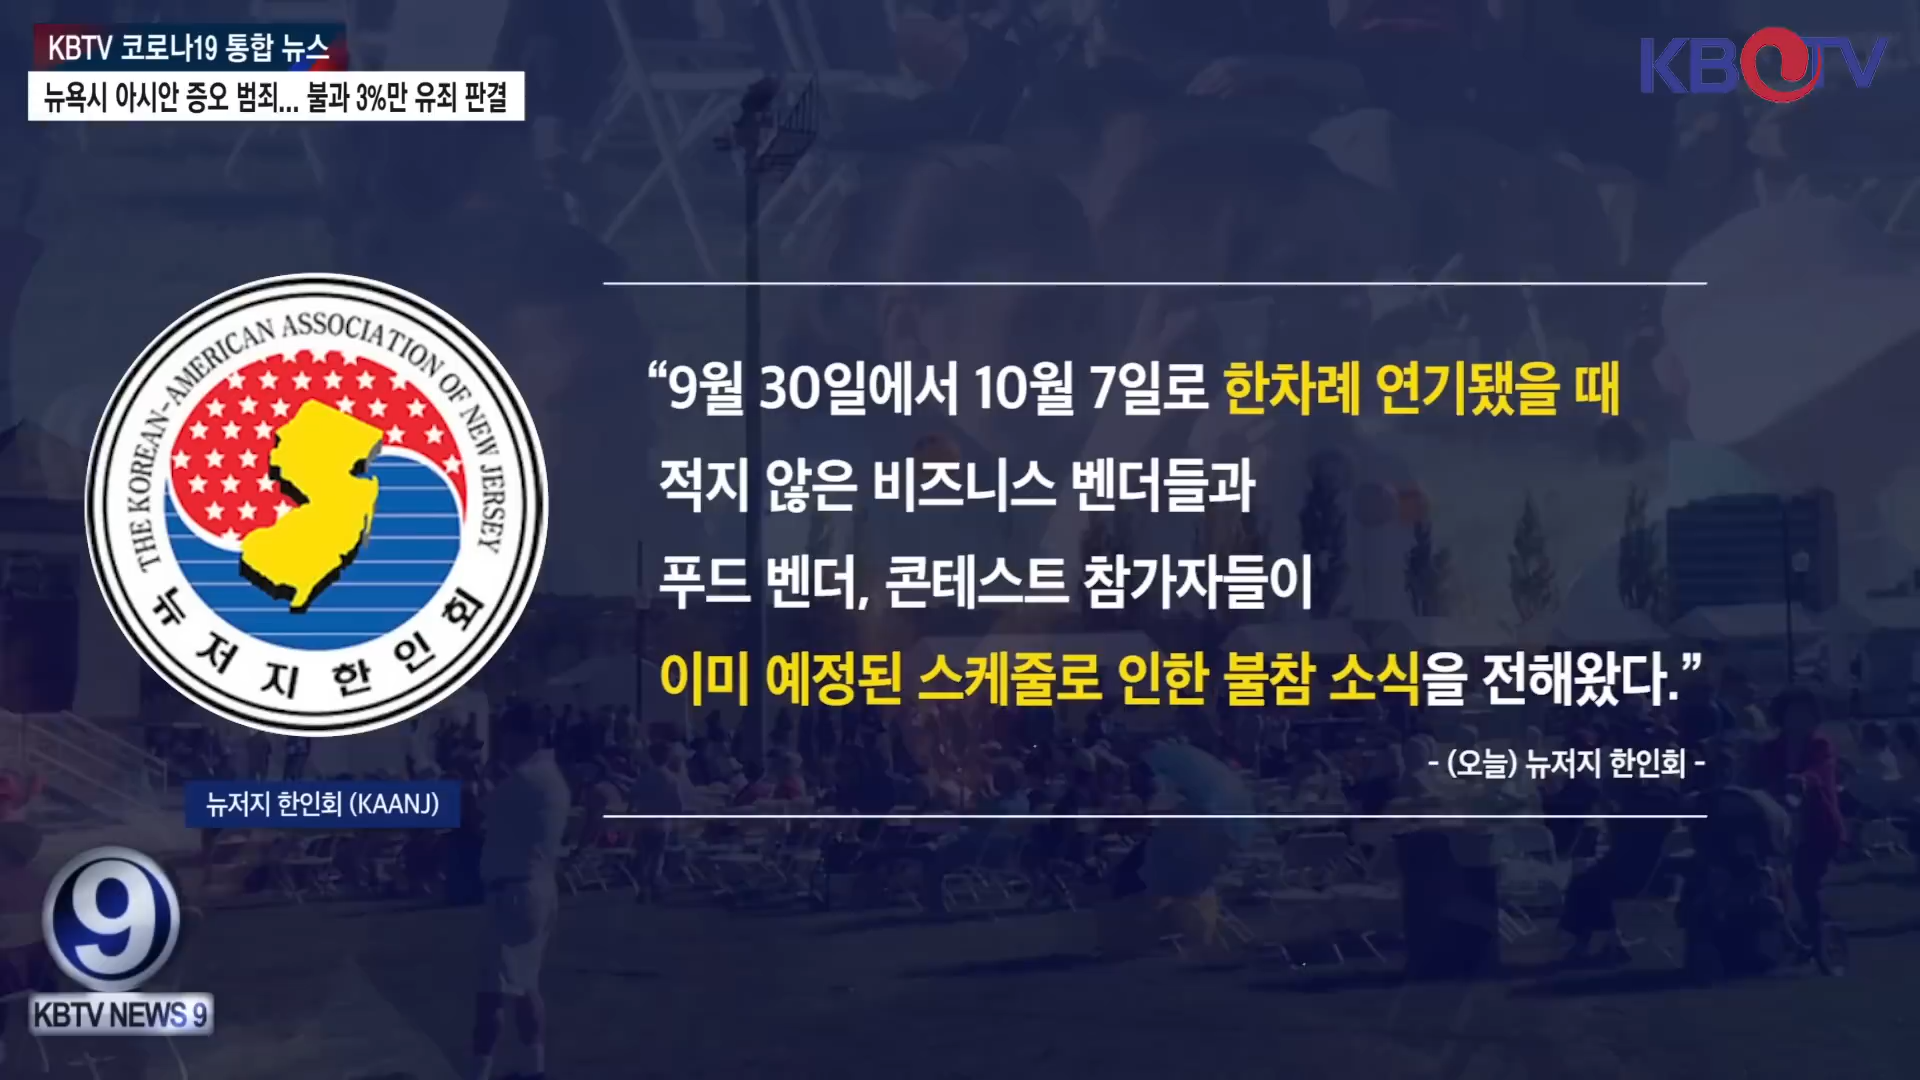 KBTV 코로나19 통합 뉴스
뉴욕시 아시안 증오 범죄... 불과 3%만 유죄 판결
KBTV
THE KOREAN-AMERICAN ASSOCIATION OF NEW JERSEY
뉴저지한인회
“9월 30일에서 10월 7일로 한차례 연기됐을 때
적지 않은 비즈니스 벤더들과
푸드 벤더, 콘테스트 참가자들이
이미 예정된 스케줄로 인한 불참 소식을 전해왔다.”
- (오늘) 뉴저지 한인회 -
뉴저지 한인회 (KAANJ)
9
KBTV NEWS 9